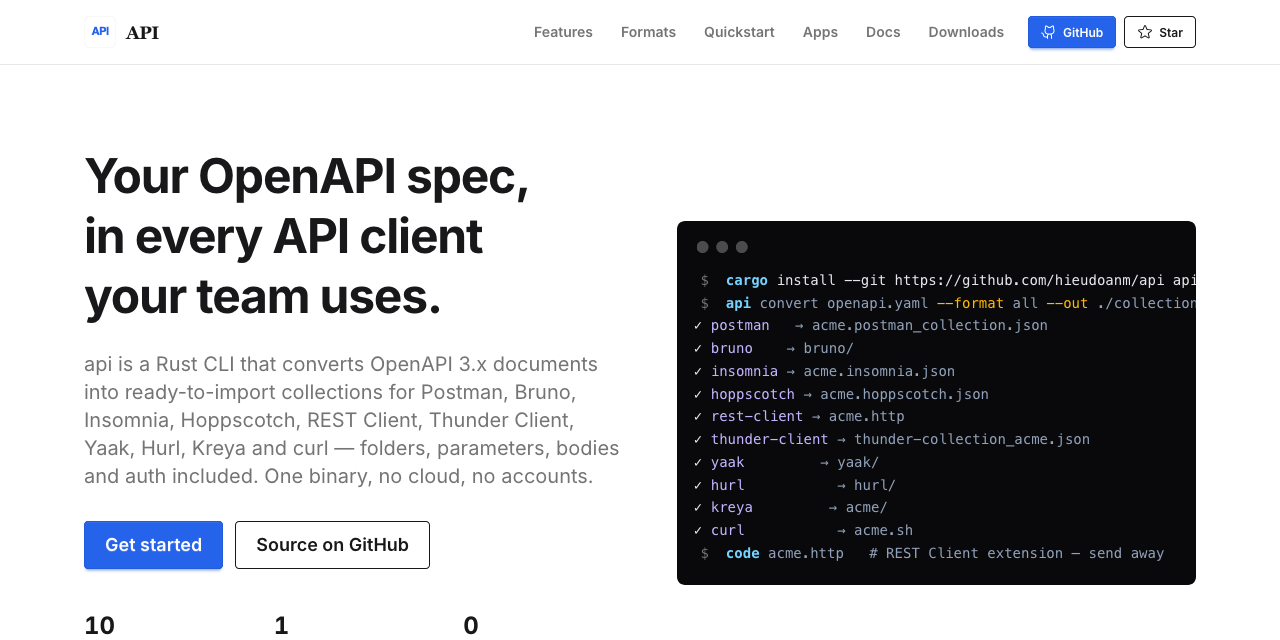 API API
Features Formats Quickstart Apps Docs Downloads GitHub Star
Your OpenAPI spec,
in every API client
your team uses.
api is a Rust CLI that converts OpenAPI 3.x documents
into ready-to-import collections for Postman, Bruno,
Insomnia, Hoppscotch, REST Client, Thunder Client,
Yaak, Hurl, Kreya and curl — folders, parameters, bodies
and auth included. One binary, no cloud, no accounts.
Get started
Source on GitHub
10
1
0
$ cargo install --git https://github.com/hieudoanm/api api
$ api convert openapi.yaml --format all --out ./collection
✓ postman → acme.postman_collection.json
✓ bruno → bruno/
✓ insomnia → acme.insomnia.json
✓ hoppscotch → acme.hoppscotch.json
✓ rest-client → acme.http
✓ thunder-client → thunder-collection_acme.json
✓ yaak → yaak/
✓ hurl → hurl/
✓ kreya → acme/
✓ curl → acme.sh
$ code acme.http # REST Client extension — send away